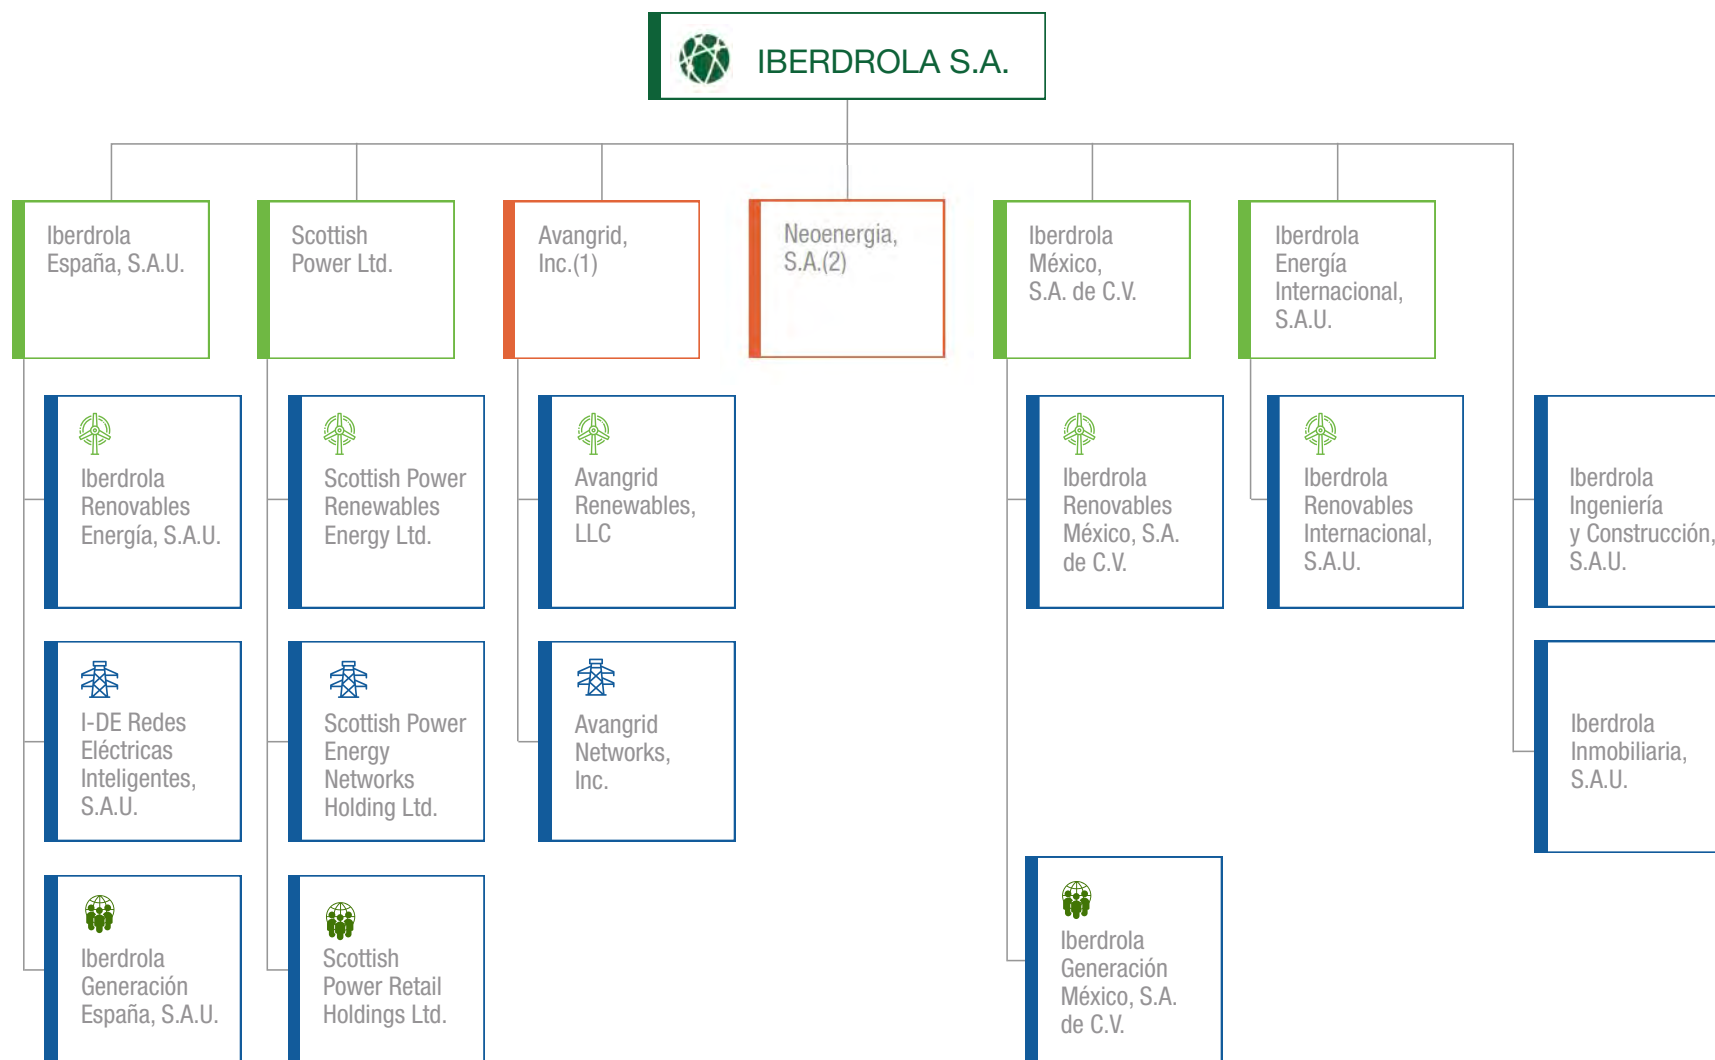 IBERDROLA S.A.
Iberdrola
España, S.A.U.
Scottish
Power Ltd.
Avangrid,
Inc.(1)
Neoenergia,
S.A.(2)
Iberdrola
México,
S.A. de C.V.
Iberdrola
Energía
Internacional,
S.A.U.
Iberdrola
Renovables
Energía, S.A.U.
Scottish Power
Renewables
Energy Ltd.
Avangrid
Renewables,
LLC
Iberdrola
Renovables
México, S.A.
de C.V.
Iberdrola
Renovables
Internacional,
S.A.U.
Iberdrola
Ingeniería
y Construcción,
S.A.U.
I-DE Redes
Eléctricas
Inteligentes,
S.A.U.
Scottish Power
Energy
Networks
Holding Ltd.
Avangrid
Networks,
Inc.
Iberdrola
Inmobiliaria,
S.A.U.
Iberdrola
Generación
España, S.A.U.
Scottish
Power Retail
Holdings Ltd.
Iberdrola
Generación
México, S.A.
de C.V.